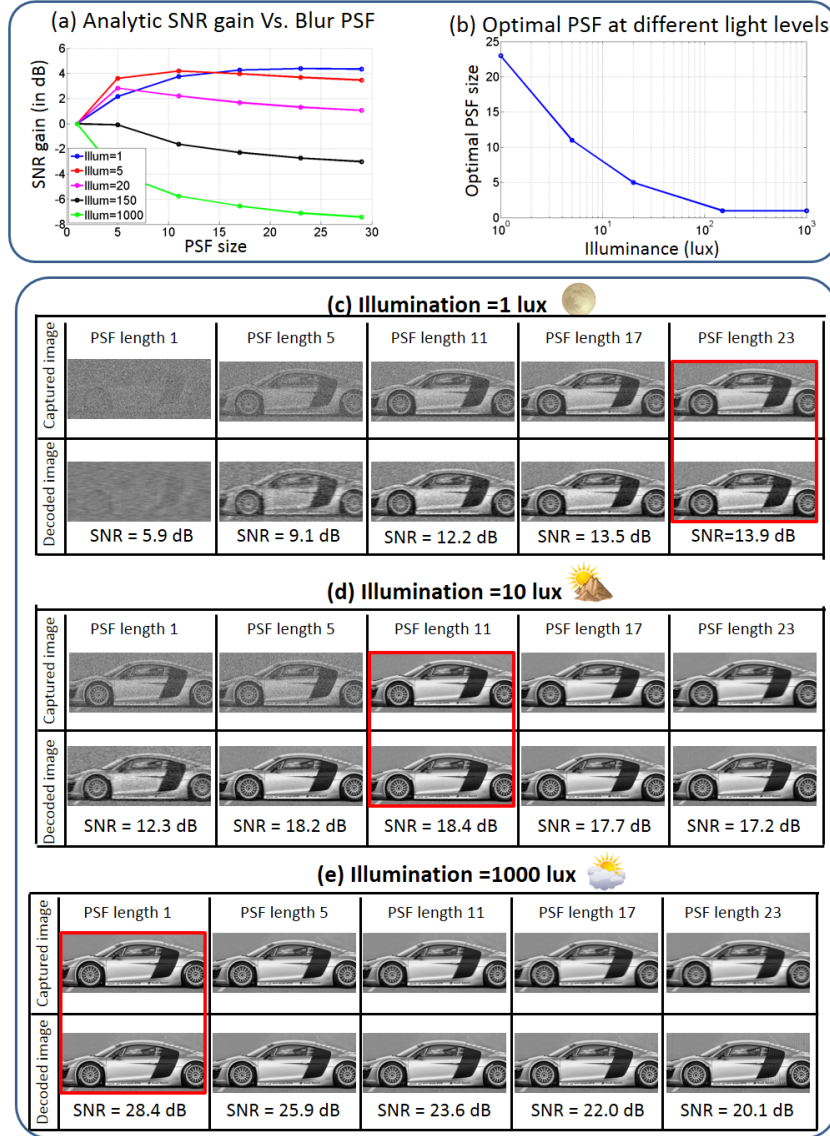 (a) Analytic SNR gain Vs. Blur PSF
6
4
2
0
-2
-4
-6
-8
SNR gain (in dB)
Illum=1
Illum=5
Illum=20
Illum=150
Illum=1000
0 5 10 15 20 25 30
PSF size
(b) Optimal PSF at different light levels
25
20
15
10
5
0
Optimal PSF size
10^0 10^1 10^2 10^3
Illuminance (lux)
(c) Illumination =1 lux
Captured image
PSF length 1 PSF length 5 PSF length 11 PSF length 17 PSF length 23
Decoded image
SNR = 5.9 dB SNR = 9.1 dB SNR = 12.2 dB SNR = 13.5 dB SNR=13.9 dB
(d) Illumination =10 lux
Captured image
PSF length 1 PSF length 5 PSF length 11 PSF length 17 PSF length 23
Decoded image
SNR = 12.3 dB SNR = 18.2 dB SNR = 18.4 dB SNR = 17.7 dB SNR = 17.2 dB
(e) Illumination =1000 lux
Captured image
PSF length 1 PSF length 5 PSF length 11 PSF length 17 PSF length 23
Decoded image
SNR = 28.4 dB SNR = 25.9 dB SNR = 23.6 dB SNR = 22.0 dB SNR = 20.1 dB